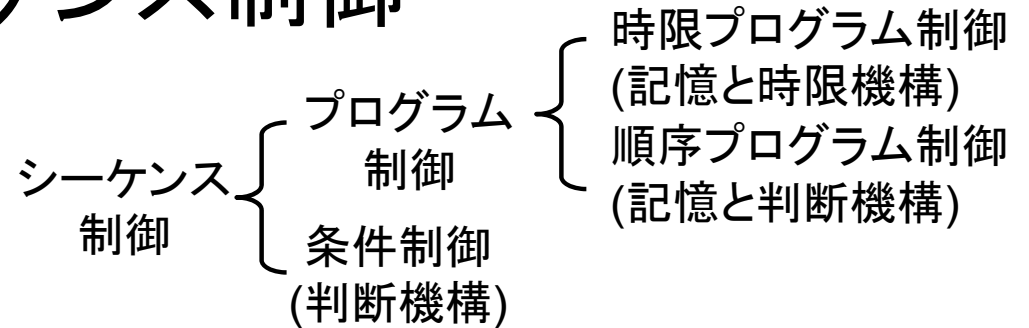 ケンス制御
時限プログラム制御
(記憶と時限機構)
順序プログラム制御
(記憶と判断機構)
プログラム
制御
シーケンス
制御
条件制御
(判断機構)